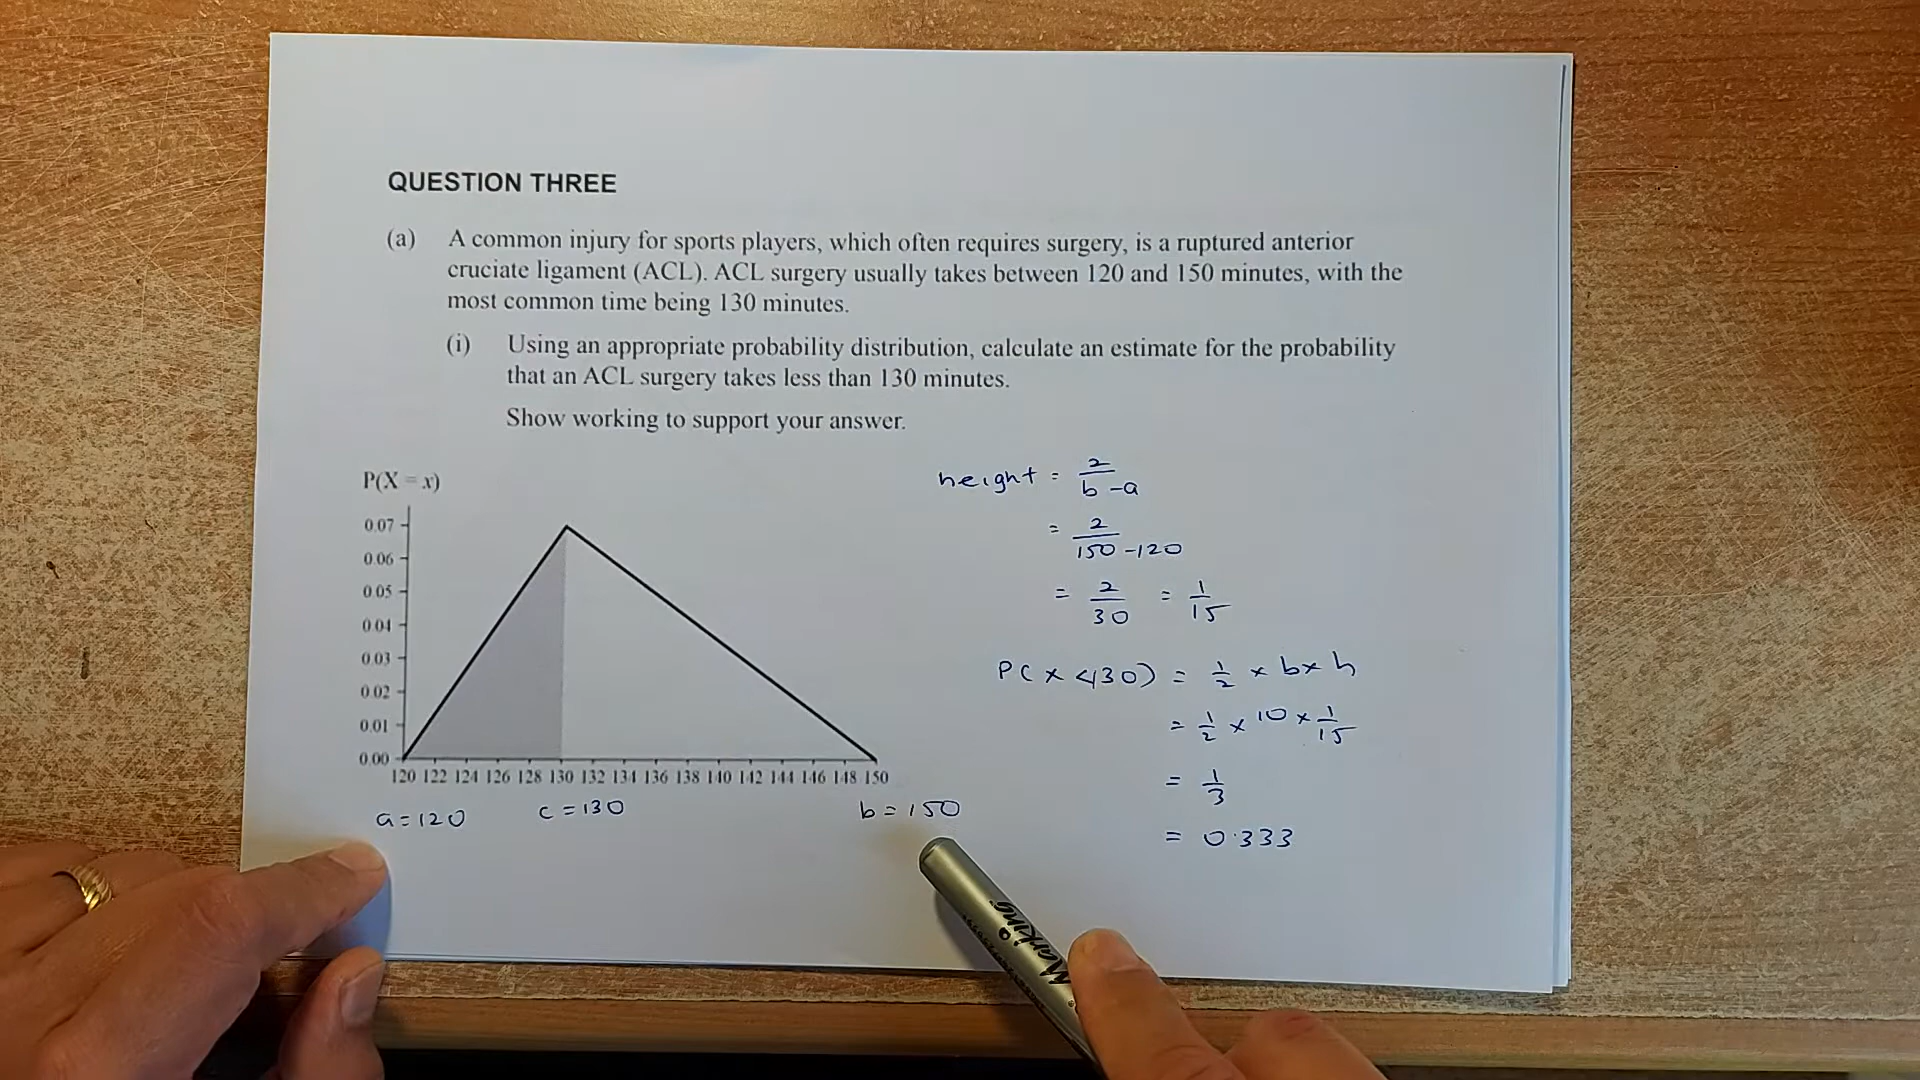 QUESTION THREE
(a) A common injury for sports players, which often requires surgery, is a ruptured anterior
cruciate ligament (ACL). ACL surgery usually takes between 120 and 150 minutes, with the
most common time being 130 minutes.
(i) Using an appropriate probability distribution, calculate an estimate for the probability
that an ACL surgery takes less than 130 minutes.
Show working to support your answer.
P(X = x)
0.07
0.06
0.05
0.04
0.03
0.02
0.01
0.00
120 122 124 126 128 130 132 134 136 138 140 142 144 146 148 150
a = 120 c = 130 b = 150
height = 2/(b - a)
= 2/(150 - 120)
= 2/30 = 1/15
P(X < 130) = 1/2 × b × h
= 1/2 × 10 × 1/15
= 1/3
= 0.333
Marking